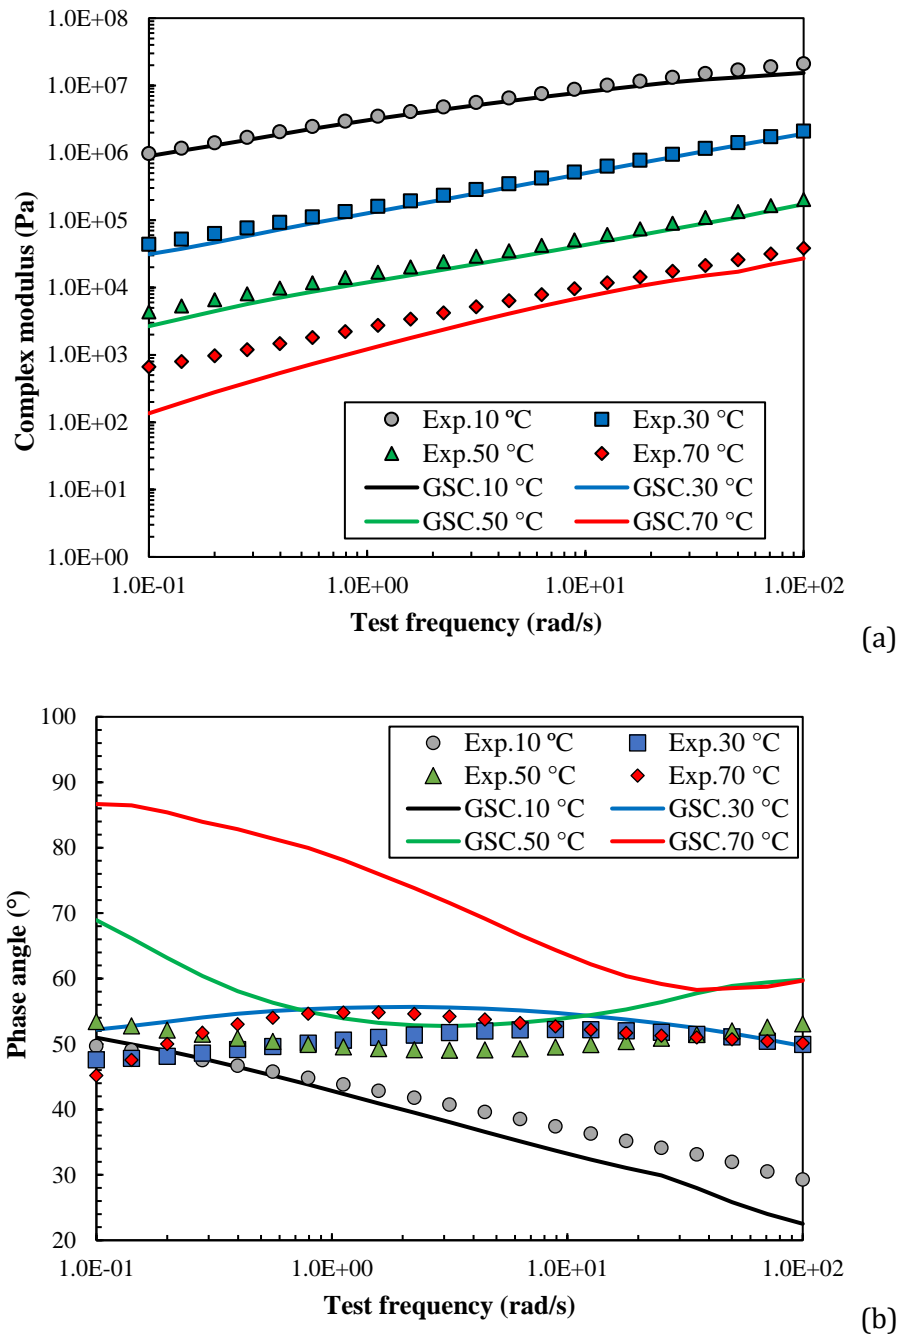 1.0E+08
1.0E+07
1.0E+06
1.0E+05
1.0E+04
1.0E+03
1.0E+02
1.0E+01
1.0E+00
Complex modulus (Pa)
Exp.10 ºC Exp.30 °C
Exp.50 °C Exp.70 °C
GSC.10 °C GSC.30 °C
GSC.50 °C GSC.70 °C
1.0E-01 1.0E+00 1.0E+01 1.0E+02
Test frequency (rad/s)
(a)
100
90
80
70
60
50
40
30
20
Phase angle (°)
Exp.10 ºC Exp.30 °C
Exp.50 °C Exp.70 °C
GSC.10 °C GSC.30 °C
GSC.50 °C GSC.70 °C
1.0E-01 1.0E+00 1.0E+01 1.0E+02
Test frequency (rad/s)
(b)